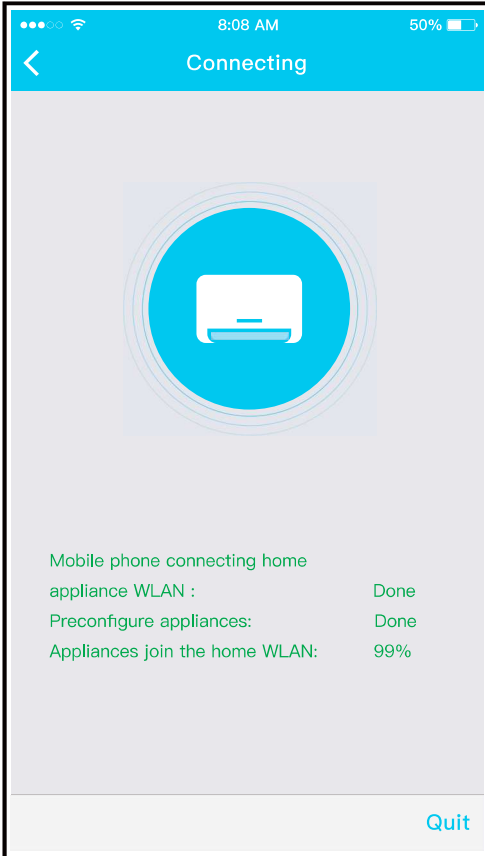 8:08 AM 50%
Connecting
Mobile phone connecting home
appliance WLAN : Done
Preconfigure appliances: Done
Appliances join the home WLAN: 99%
Quit